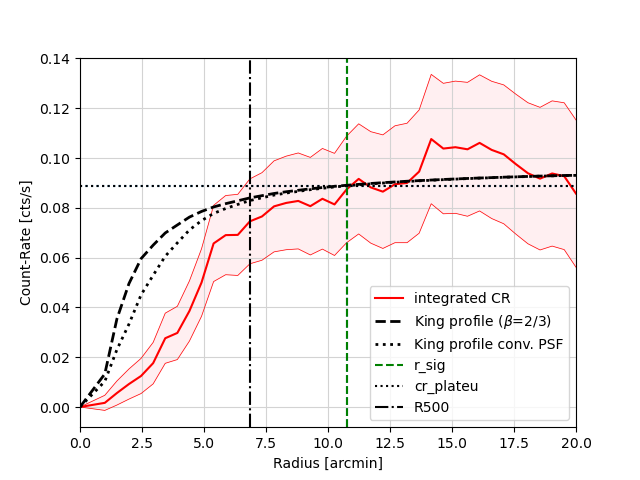 0.14
0.12
0.10
0.08
0.06
0.04
0.02
0.00
Count-Rate [cts/s]
integrated CR
King profile (β=2/3)
King profile conv. PSF
r_sig
cr_plateu
R500
0.0 2.5 5.0 7.5 10.0 12.5 15.0 17.5 20.0
Radius [arcmin]